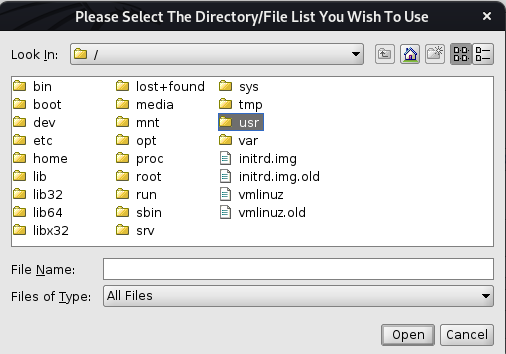 Please Select The Directory/File List You Wish To Use
Look In: /
bin lost+found sys
boot media tmp
dev mnt usr
etc opt var
home proc initrd.img
lib root initrd.img.old
lib32 run vmlinuz
lib64 sbin vmlinuz.old
libx32 srv
File Name:
Files of Type: All Files
Open Cancel